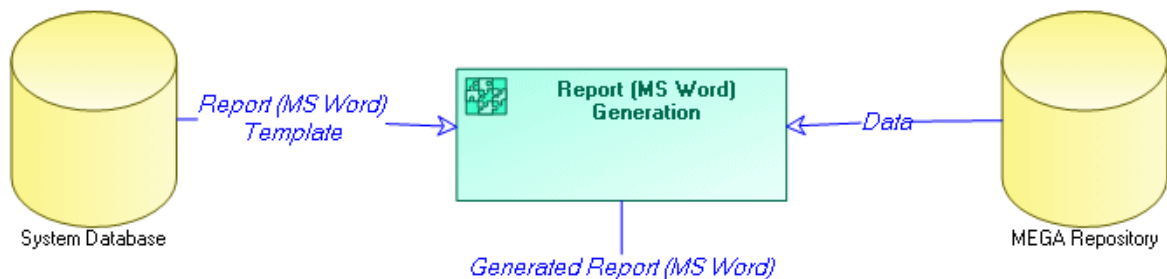 Report (MS Word)
Template
Report (MS Word)
Generation
Data
System Database
MEGA Repository
Generated Report (MS Word)